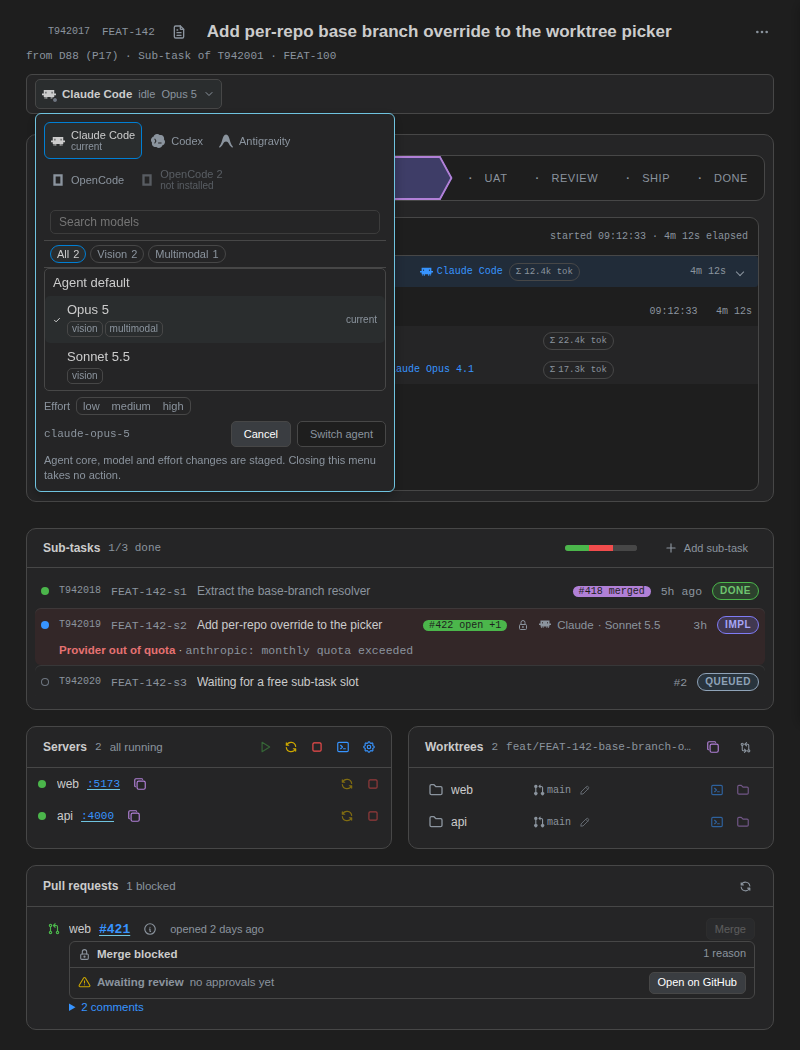 T942017 FEAT-142 Add per-repo base branch override to the worktree picker
from D88 (P17) · Sub-task of T942001 · FEAT-100
Claude Code idle Opus 5
Claude Code
current
Codex
Antigravity
OpenCode
OpenCode 2
not installed
· UAT · REVIEW · SHIP · DONE
Search models
started 09:12:33 · 4m 12s elapsed
All 2 Vision 2 Multimodal 1
Claude Code Σ 12.4k tok 4m 12s
Agent default
Opus 5
vision multimodal
current
09:12:33 4m 12s
Σ 22.4k tok
Sonnet 5.5
vision
aude Opus 4.1 Σ 17.3k tok
Effort low medium high
claude-opus-5 Cancel Switch agent
Agent core, model and effort changes are staged. Closing this menu
takes no action.
Sub-tasks 1/3 done Add sub-task
T942018 FEAT-142-s1 Extract the base-branch resolver #418 merged 5h ago DONE
T942019 FEAT-142-s2 Add per-repo override to the picker #422 open +1 Claude · Sonnet 5.5 3h IMPL
Provider out of quota · anthropic: monthly quota exceeded
T942020 FEAT-142-s3 Waiting for a free sub-task slot #2 QUEUED
Servers 2 all running
web :5173
api :4000
Worktrees 2 feat/FEAT-142-base-branch-o…
web main
api main
Pull requests 1 blocked
web #421 opened 2 days ago Merge
Merge blocked 1 reason
Awaiting review no approvals yet Open on GitHub
2 comments